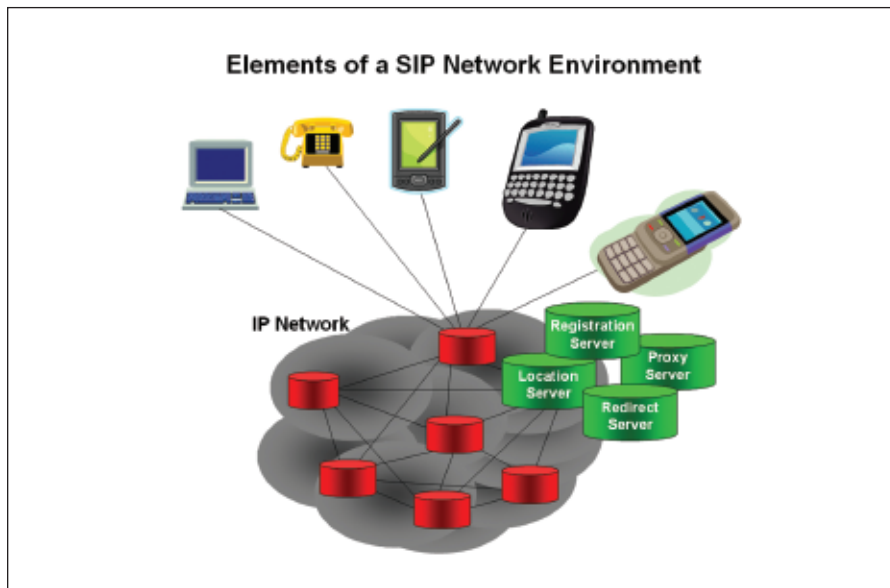 Elements of a SIP Network Environment
IP Network
Registration
Server
Proxy
Server
Location
Server
Redirect
Server